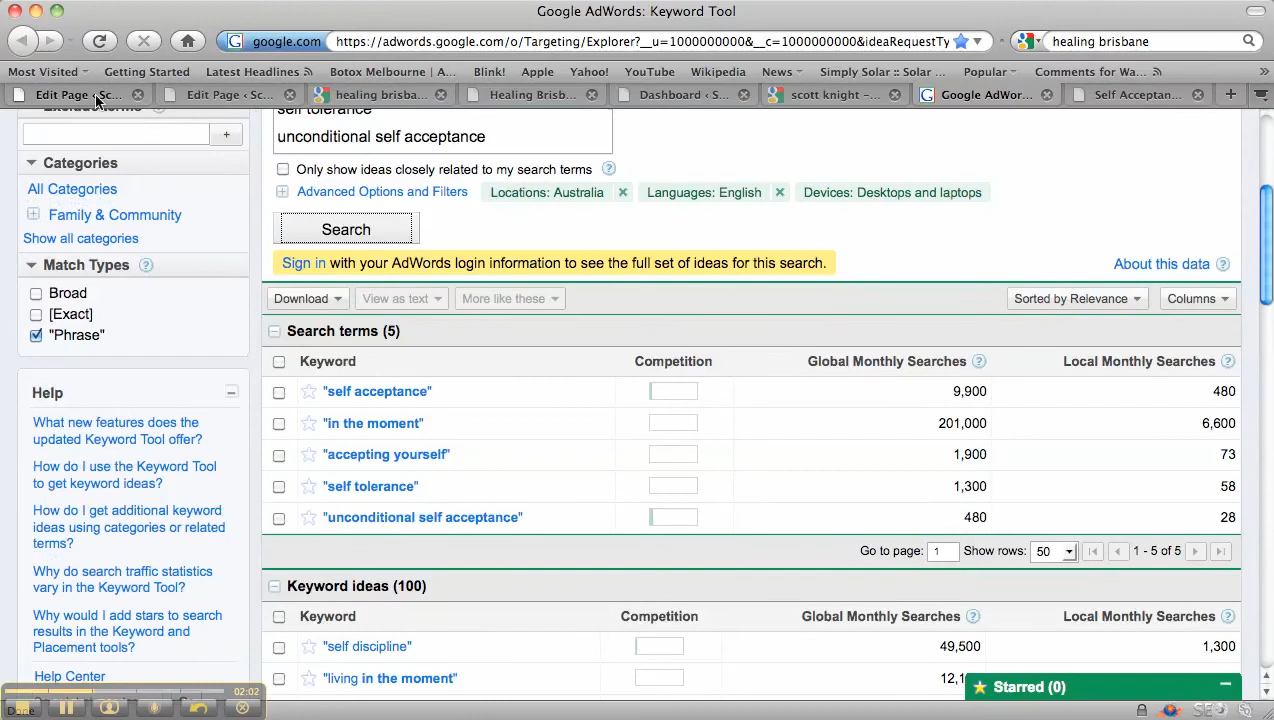 Google AdWords: Keyword Tool
google.com https://adwords.google.com/o/Targeting/Explorer?__u=1000000000&__c=1000000000&ideaRequestTy healing brisbane
Most Visited Getting Started Latest Headlines Botox Melbourne | A... Blink! Apple Yahoo! YouTube Wikipedia News Simply Solar :: Solar ... Popular Comments for Wa... »
Edit Page ‹ Sc... Edit Page ‹ Sc... healing brisba... Healing Brisb... Dashboard ‹ S... scott knight -... Google AdWor... Self Acceptan...
self tolerance
unconditional self acceptance
+
Categories
All Categories
Family & Community
Show all categories
Match Types
Broad
[Exact]
"Phrase"
Help
What new features does the
updated Keyword Tool offer?
How do I use the Keyword Tool
to get keyword ideas?
How do I get additional keyword
ideas using categories or related
terms?
Why do search traffic statistics
vary in the Keyword Tool?
Why would I add stars to search
results in the Keyword and
Placement tools?
Help Center
02:02
Done
Only show ideas closely related to my search terms
Advanced Options and Filters Locations: Australia Languages: English Devices: Desktops and laptops
Search
Sign in with your AdWords login information to see the full set of ideas for this search.
About this data
Download View as text More like these Sorted by Relevance Columns
Search terms (5)
Keyword Competition Global Monthly Searches Local Monthly Searches
"self acceptance" 9,900 480
"in the moment" 201,000 6,600
"accepting yourself" 1,900 73
"self tolerance" 1,300 58
"unconditional self acceptance" 480 28
Go to page: 1 Show rows: 50 1 - 5 of 5
Keyword ideas (100)
Keyword Competition Global Monthly Searches Local Monthly Searches
"self discipline" 49,500 1,300
"living in the moment" 12,1
Starred (0)